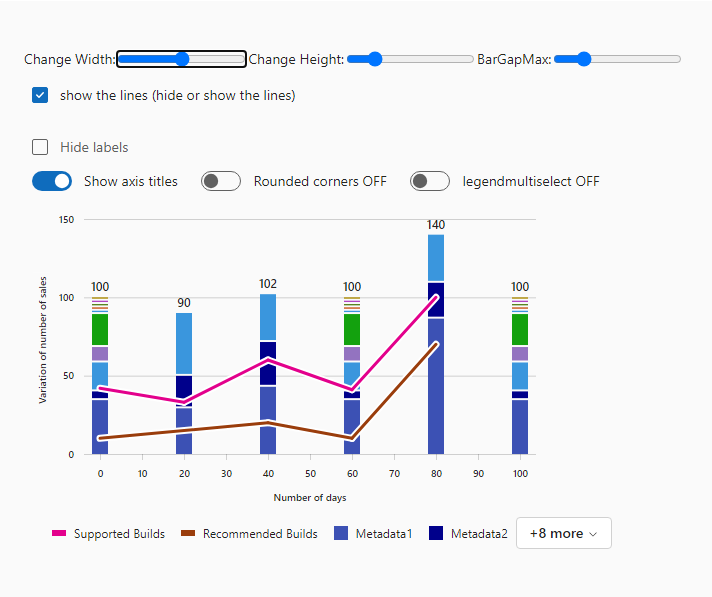 Change Width: Change Height: BarGapMax:
show the lines (hide or show the lines)
Hide labels
Show axis titles Rounded corners OFF legendmultiselect OFF
Variation of number of sales
150
100
50
0
100 90 102 100 140 100
0 10 20 30 40 50 60 70 80 90 100
Number of days
Supported Builds Recommended Builds Metadata1 Metadata2 +8 more